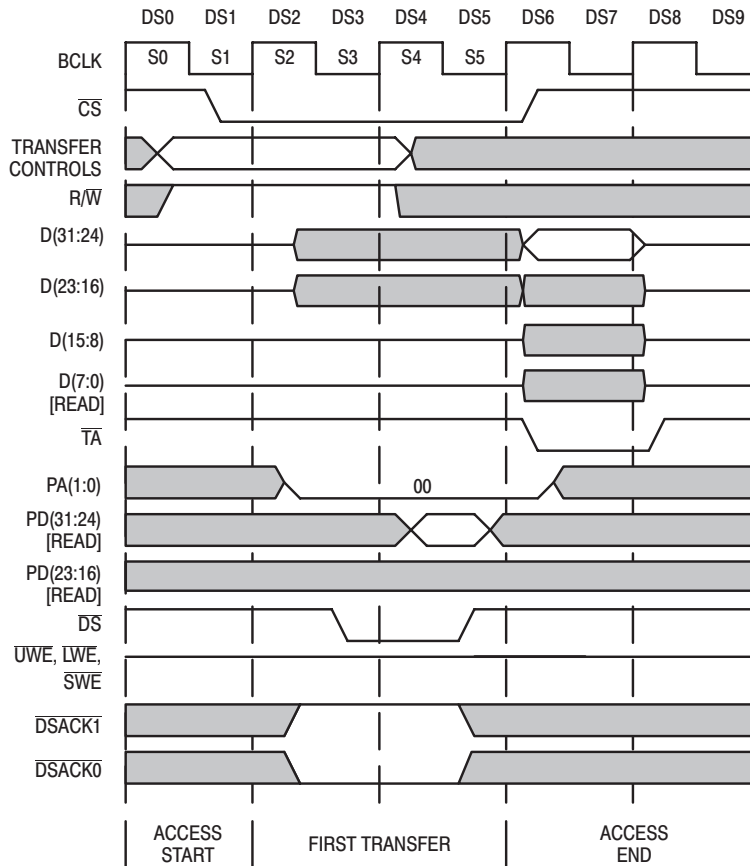 DS0 DS1 DS2 DS3 DS4 DS5 DS6 DS7 DS8 DS9
BCLK S0 S1 S2 S3 S4 S5
CS
TRANSFER
CONTROLS
R/W
D(31:24)
D(23:16)
D(15:8)
D(7:0)
[READ]
TA
PA(1:0) 00
PD(31:24)
[READ]
PD(23:16)
[READ]
DS
UWE, LWE,
SWE
DSACK1
DSACK0
ACCESS
START
FIRST TRANSFER
ACCESS
END